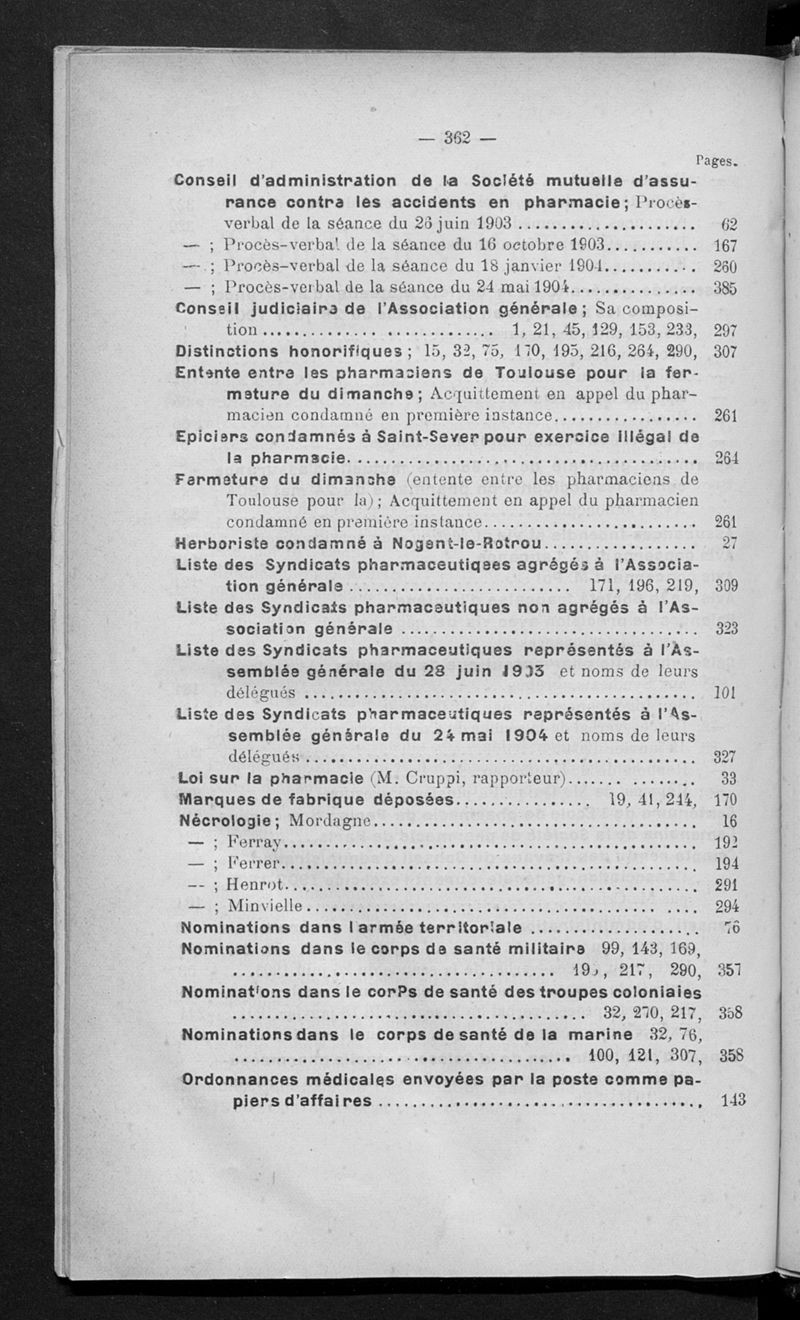 — 362 —
Pages.
Conseil d'administration de la Société mutuelle d'assu-
rance contre les accidents en pharmacie; Procès-
verbal de la séance du 26 juin 1903 ..................... 62
— ; Procès-verbal de la séance du 16 octobre 1903........... 167
— ; Procès-verbal de la séance du 18 janvier 1904........... 260
— ; Procès-verbal de la séance du 24 mai 1904............... 385
Conseil judiciaire de l'Association générale; Sa composi-
tion ............................ 1, 21, 45, 129, 153, 233, 297
Distinctions honorifiques; 15, 32, 75, 170, 195, 216, 264, 290, 307
Entente entre les pharmaciens de Toulouse pour la fer-
meture du dimanche; Acquittement en appel du phar-
macien condamné en première instance................. 261
Epiciers condamnés à Saint-Sever pour exercice illégal de
la pharmacie.......................................... 264
Fermeture du dimanche (entente entre les pharmaciens de
Toulouse pour la); Acquittement en appel du pharmacien
condamné en première instance......................... 261
Herboriste condamné à Nogent-le-Rotrou.................. 27
Liste des Syndicats pharmaceutiques agrégés à l'Associa-
tion générale .......................... 171, 196, 219, 309
Liste des Syndicats pharmaceutiques non agrégés à l'As-
sociation générale ................................... 323
Liste des Syndicats pharmaceutiques représentés à l'As-
semblée générale du 28 juin 1903 et noms de leurs
délégués ............................................. 101
Liste des Syndicats pharmaceutiques représentés à l'As-
semblée générale du 24 mai 1904 et noms de leurs
délégués ............................................. 327
Loi sur la pharmacie (M. Cruppi, rapporteur)............... 33
Marques de fabrique déposées................ 19, 41, 244, 170
Nécrologie; Mordagne...................................... 16
— ; Ferray................................................ 192
— ; Ferrer................................................ 194
— ; Henrot................................................ 291
— ; Minvielle............................................. 294
Nominations dans l armée territoriale .................... 76
Nominations dans le corps de santé militaire 99, 143, 169,
....................................... 195, 217, 290, 357
Nominations dans le corPs de santé des troupes coloniales
.......................................... 32, 270, 217, 358
Nominations dans le corps de santé de la marine 32, 76,
........................................ 100, 121, 307, 358
Ordonnances médicales envoyées par la poste comme pa-
piers d'affaires ........................................ 143